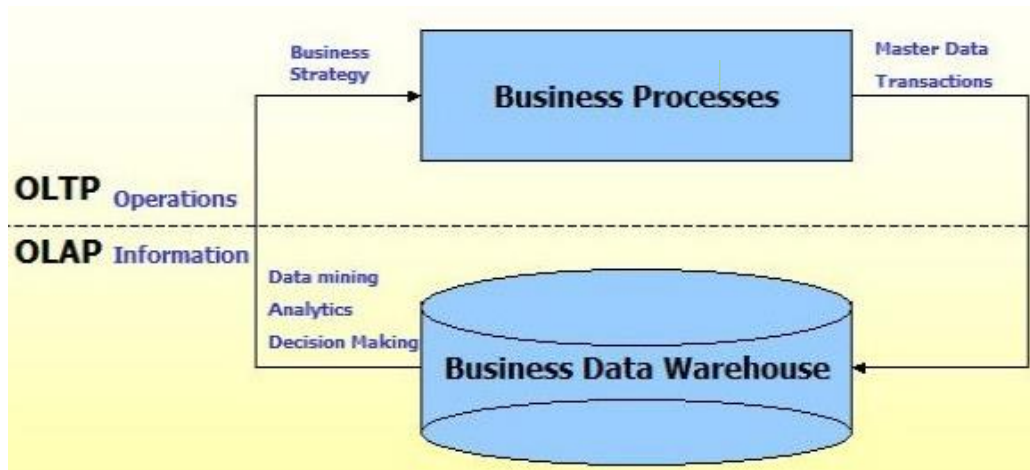 Business
Strategy
Business Processes
Master Data
Transactions
OLTP Operations
OLAP Information
Data mining
Analytics
Decision Making
Business Data Warehouse